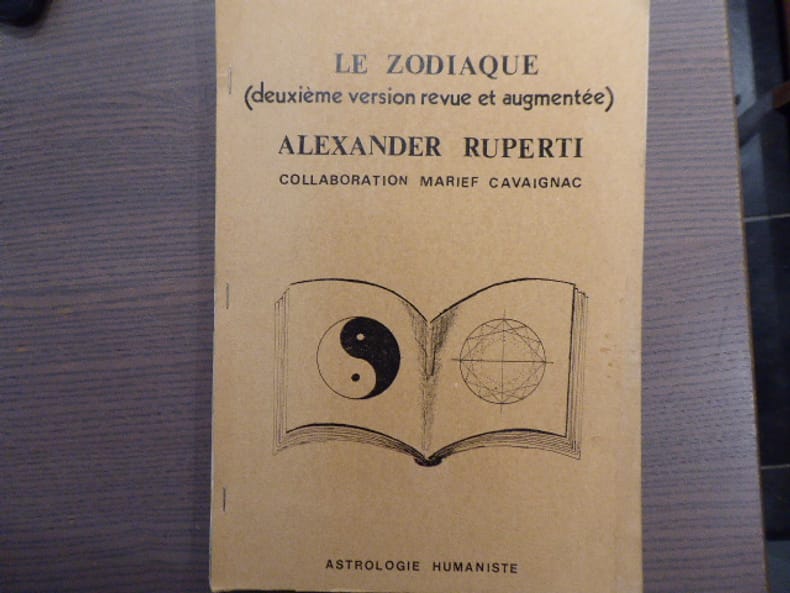 LE ZODIAQUE
(deuxième version revue et augmentée)
ALEXANDER RUPERTI
COLLABORATION MARIEF CAVAIGNAC
ASTROLOGIE HUMANISTE